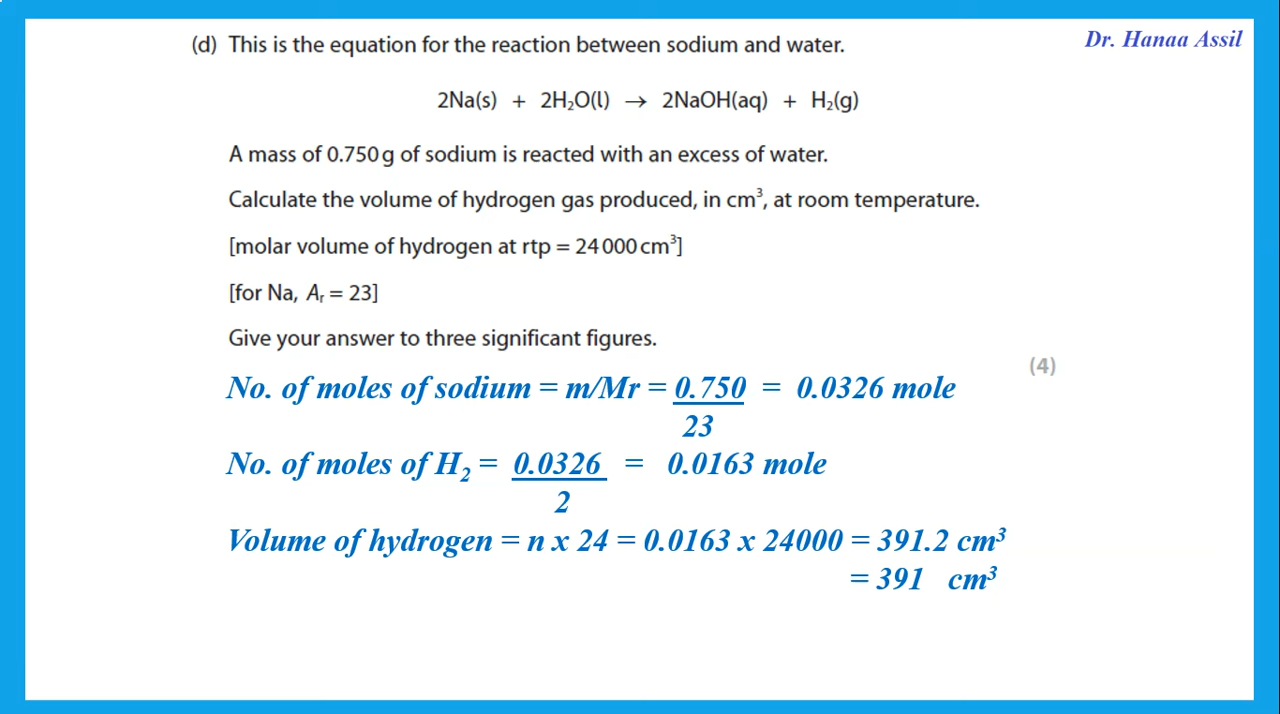 (d) This is the equation for the reaction between sodium and water.
Dr. Hanaa Assil
2Na(s) + 2H₂O(l) → 2NaOH(aq) + H₂(g)
A mass of 0.750 g of sodium is reacted with an excess of water.
Calculate the volume of hydrogen gas produced, in cm³, at room temperature.
[molar volume of hydrogen at rtp = 24 000 cm³]
[for Na, Aᵣ = 23]
Give your answer to three significant figures.
(4)
No. of moles of sodium = m/Mr = 0.750 = 0.0326 mole
23
No. of moles of H₂ = 0.0326 = 0.0163 mole
2
Volume of hydrogen = n x 24 = 0.0163 x 24000 = 391.2 cm³
= 391 cm³